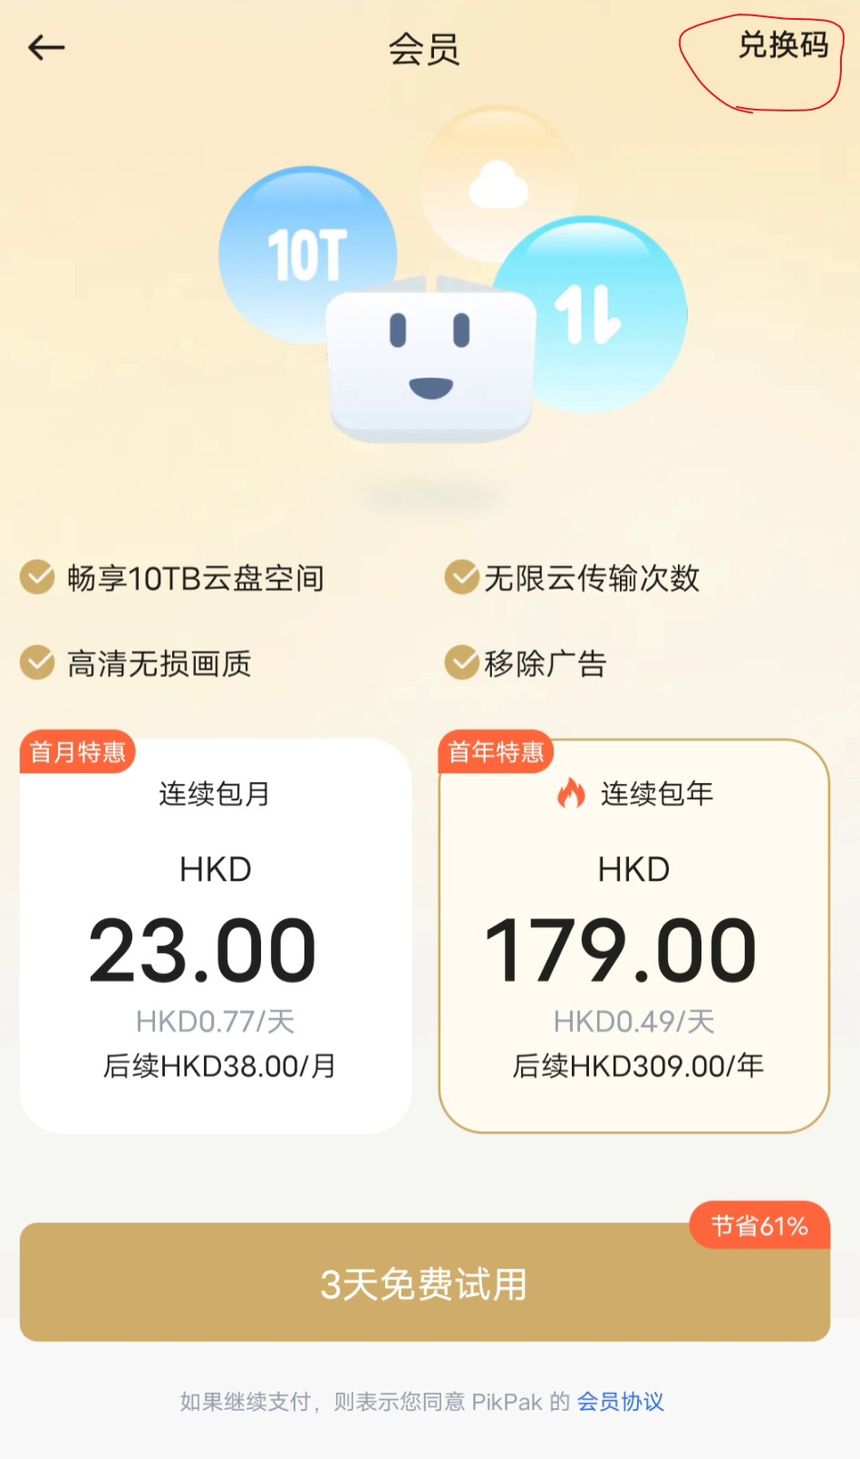 会员
兑换码
10T
畅享10TB云盘空间
无限云传输次数
高清无损画质
移除广告
首月特惠
连续包月
HKD
23.00
HKD0.77/天
后续HKD38.00/月
首年特惠
连续包年
HKD
179.00
HKD0.49/天
后续HKD309.00/年
节省61%
3天免费试用
如果继续支付，则表示您同意 PikPak 的 会员协议